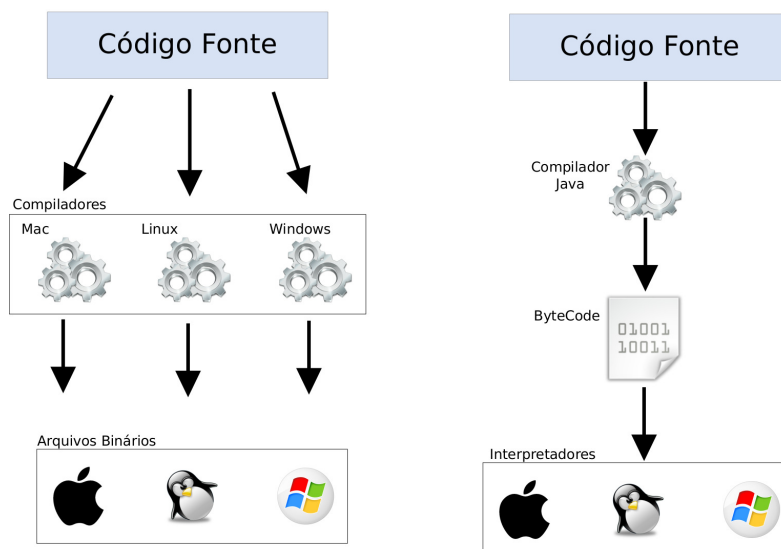 Código Fonte
Compiladores
Mac
Linux
Windows
Arquivos Binários
Código Fonte
Compilador
Java
ByteCode
01001
10011
Interpretadores